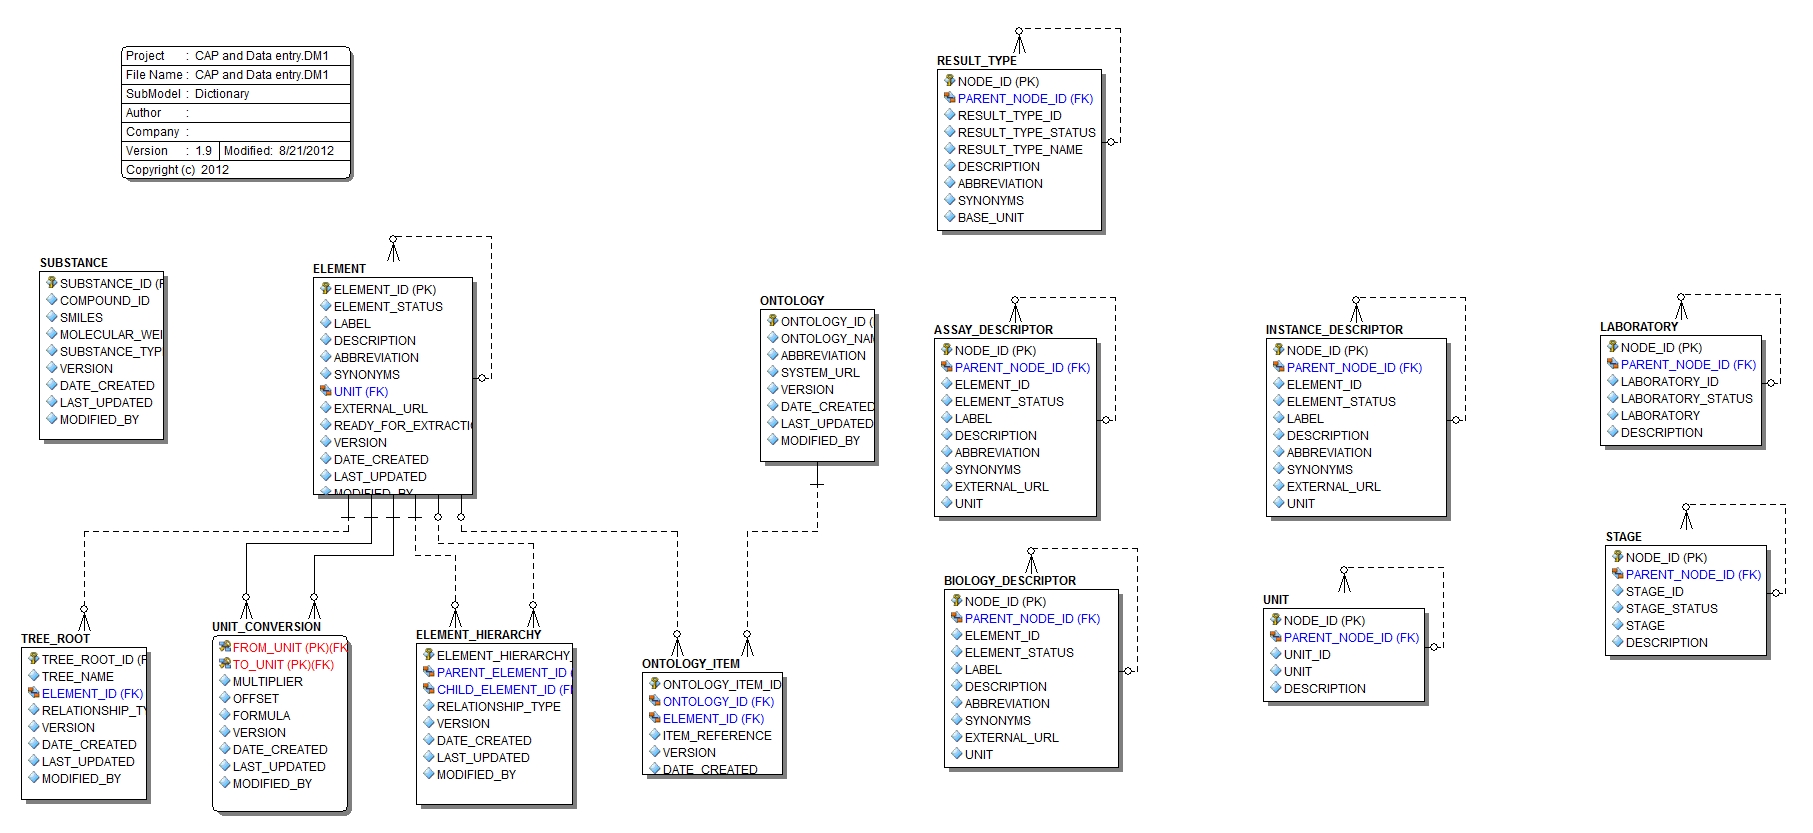 Project : CAP and Data entry.DM1
File Name : CAP and Data entry.DM1
SubModel : Dictionary
Author :
Company :
Version : 1.9 Modified: 8/21/2012
Copyright (c) 2012
RESULT_TYPE
NODE_ID (PK)
PARENT_NODE_ID (FK)
RESULT_TYPE_ID
RESULT_TYPE_STATUS
RESULT_TYPE_NAME
DESCRIPTION
ABBREVIATION
SYNONYMS
BASE_UNIT
SUBSTANCE
SUBSTANCE_ID (F
COMPOUND_ID
SMILES
MOLECULAR_WEI
SUBSTANCE_TYP
VERSION
DATE_CREATED
LAST_UPDATED
MODIFIED_BY
ELEMENT
ELEMENT_ID (PK)
ELEMENT_STATUS
LABEL
DESCRIPTION
ABBREVIATION
SYNONYMS
UNIT (FK)
EXTERNAL_URL
READY_FOR_EXTRACTI
VERSION
DATE_CREATED
LAST_UPDATED
MODIFIED_BY
ONTOLOGY
ONTOLOGY_ID (
ONTOLOGY_NAM
ABBREVIATION
SYSTEM_URL
VERSION
DATE_CREATED
LAST_UPDATED
MODIFIED_BY
ASSAY_DESCRIPTOR
NODE_ID (PK)
PARENT_NODE_ID (FK)
ELEMENT_ID
ELEMENT_STATUS
LABEL
DESCRIPTION
ABBREVIATION
SYNONYMS
EXTERNAL_URL
UNIT
INSTANCE_DESCRIPTOR
NODE_ID (PK)
PARENT_NODE_ID (FK)
ELEMENT_ID
ELEMENT_STATUS
LABEL
DESCRIPTION
ABBREVIATION
SYNONYMS
EXTERNAL_URL
UNIT
LABORATORY
NODE_ID (PK)
PARENT_NODE_ID (FK)
LABORATORY_ID
LABORATORY_STATUS
LABORATORY
DESCRIPTION
TREE_ROOT
TREE_ROOT_ID (F
TREE_NAME
ELEMENT_ID (FK)
RELATIONSHIP_TY
VERSION
DATE_CREATED
LAST_UPDATED
MODIFIED_BY
UNIT_CONVERSION
FROM_UNIT (PK)(FK
TO_UNIT (PK)(FK)
MULTIPLIER
OFFSET
FORMULA
VERSION
DATE_CREATED
LAST_UPDATED
MODIFIED_BY
ELEMENT_HIERARCHY
ELEMENT_HIERARCHY_
PARENT_ELEMENT_ID (
CHILD_ELEMENT_ID (F
RELATIONSHIP_TYPE
VERSION
DATE_CREATED
LAST_UPDATED
MODIFIED_BY
ONTOLOGY_ITEM
ONTOLOGY_ITEM_ID
ONTOLOGY_ID (FK)
ELEMENT_ID (FK)
ITEM_REFERENCE
VERSION
DATE_CREATED
BIOLOGY_DESCRIPTOR
NODE_ID (PK)
PARENT_NODE_ID (FK)
ELEMENT_ID
ELEMENT_STATUS
LABEL
DESCRIPTION
ABBREVIATION
SYNONYMS
EXTERNAL_URL
UNIT
UNIT
NODE_ID (PK)
PARENT_NODE_ID (FK)
UNIT_ID
UNIT
DESCRIPTION
STAGE
NODE_ID (PK)
PARENT_NODE_ID (FK)
STAGE_ID
STAGE_STATUS
STAGE
DESCRIPTION